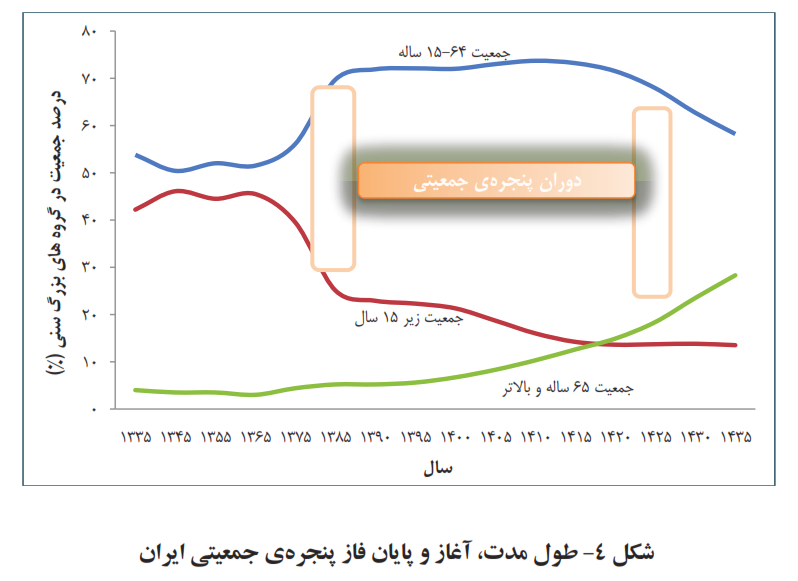 درصد جمعیت در گروه های بزرگ سنی (%)
۸۰
۷۰
۶۰
۵۰
۴۰
۳۰
۲۰
۱۰
۰
جمعیت ۶۴-۱۵ ساله
دوران پنجره‌ی جمعیتی
جمعیت زیر ۱۵ سال
جمعیت ۶۵ ساله و بالاتر
۱۳۳۵ ۱۳۴۵ ۱۳۵۵ ۱۳۶۵ ۱۳۷۵ ۱۳۸۵ ۱۳۹۰ ۱۳۹۵ ۱۴۰۰ ۱۴۰۵ ۱۴۱۰ ۱۴۱۵ ۱۴۲۰ ۱۴۲۵ ۱۴۳۰ ۱۴۳۵
سال
شکل ٤- طول مدت، آغاز و پایان فاز پنجره‌ی جمعیتی ایران